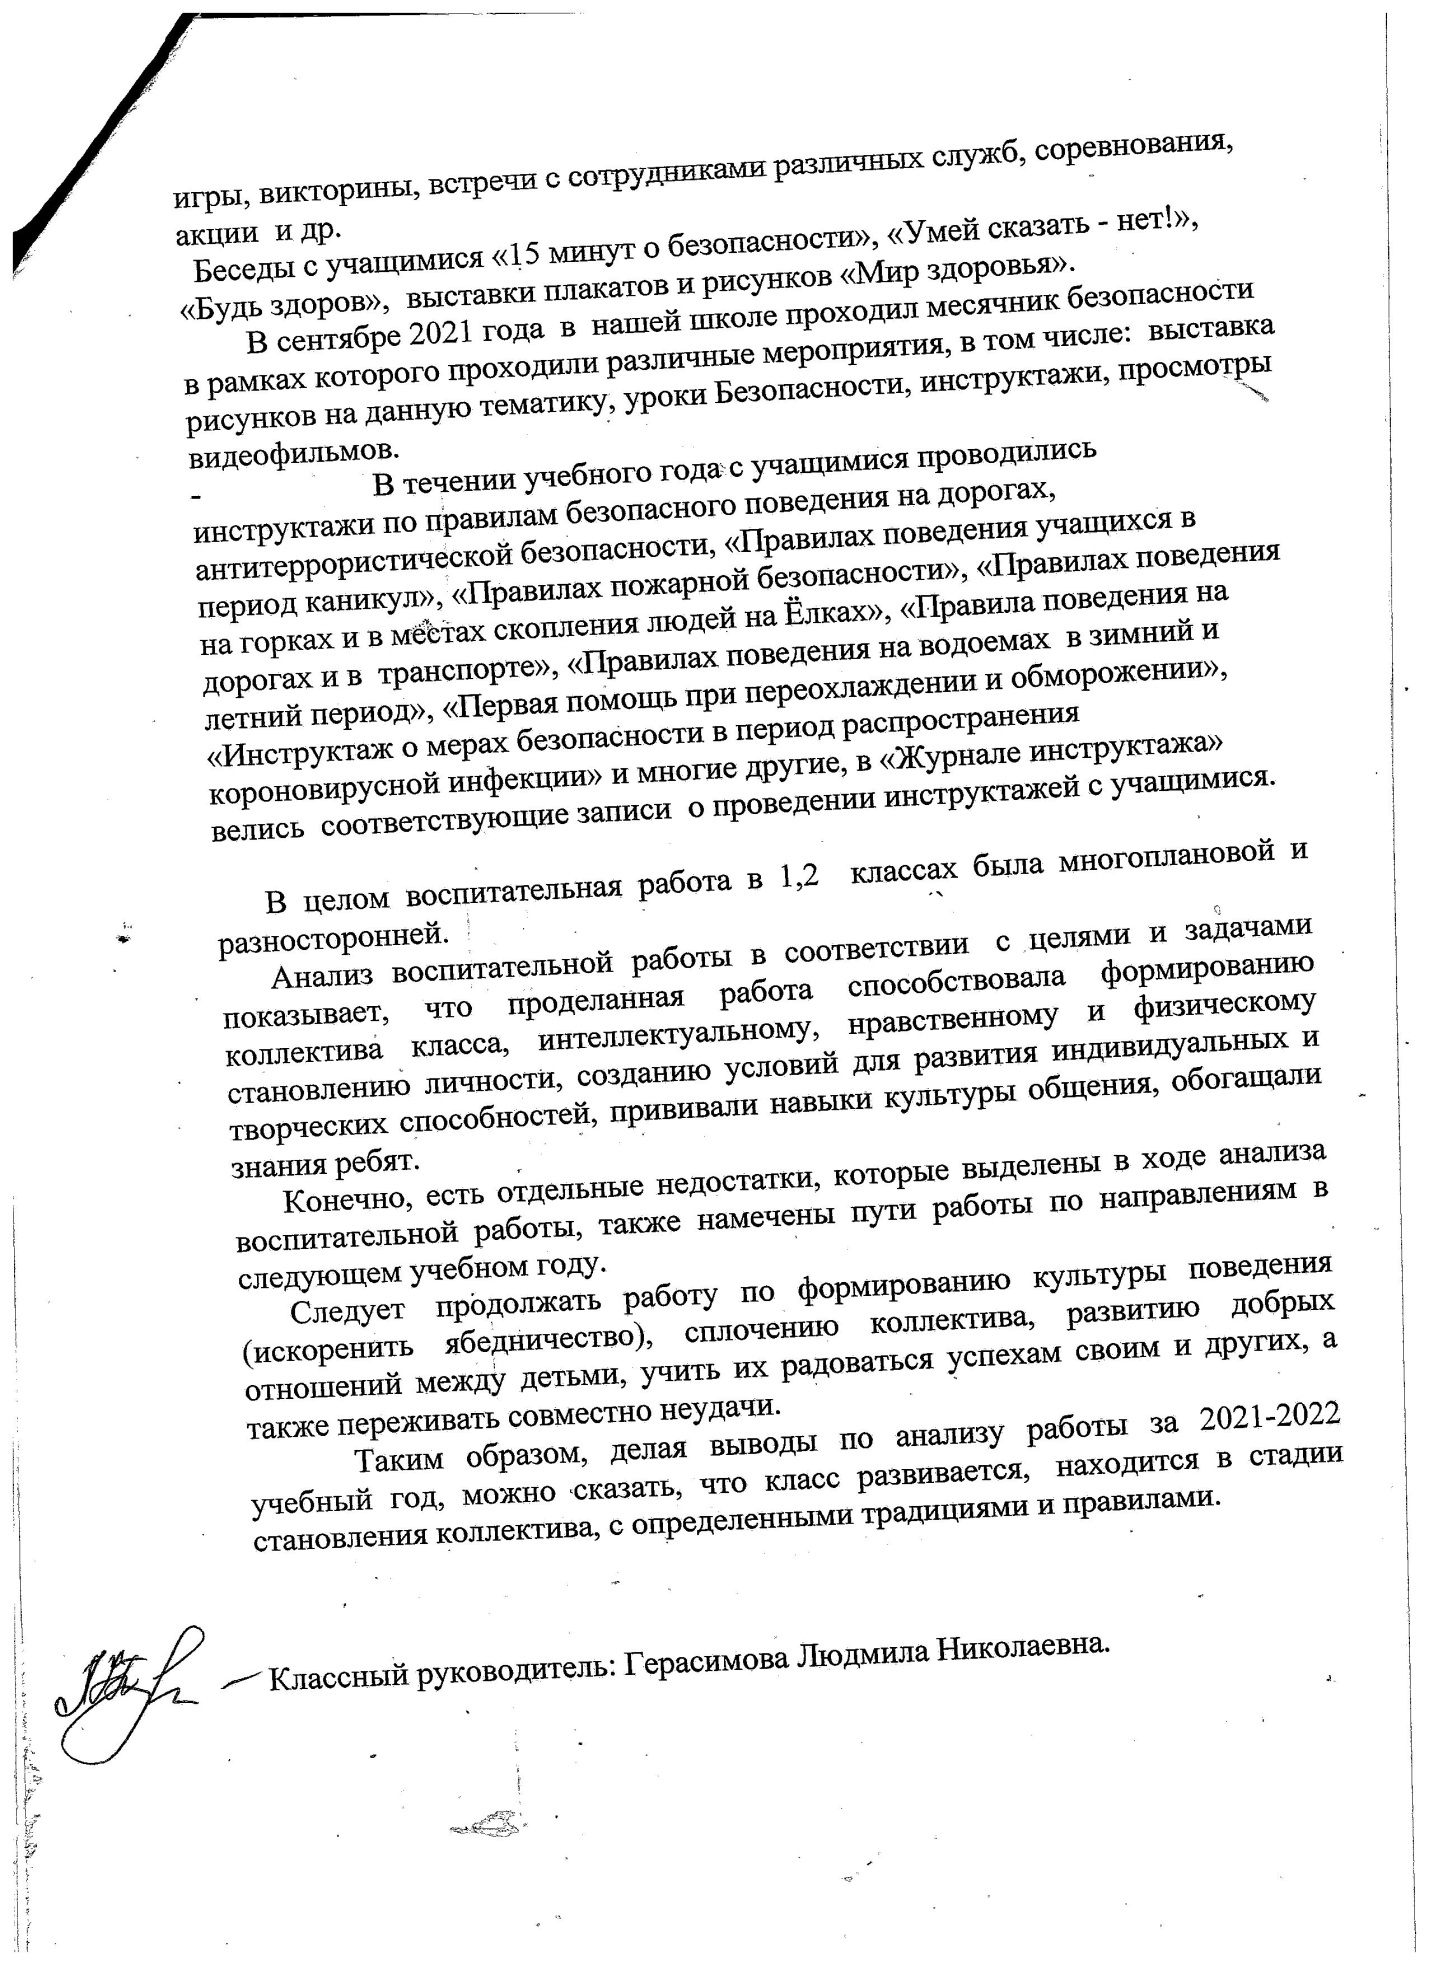 игры, викторины, встречи с сотрудниками различных служб, соревнования,
акции и др.
Беседы с учащимися «15 минут о безопасности», «Умей сказать - нет!»,
«Будь здоров», выставки плакатов и рисунков «Мир здоровья».
В сентябре 2021 года в нашей школе проходил месячник безопасности
в рамках которого проходили различные мероприятия, в том числе: выставка
рисунков на данную тематику, уроки Безопасности, инструктажи, просмотры
видеофильмов.
- В течении учебного года с учащимися проводились
инструктажи по правилам безопасного поведения на дорогах,
антитеррористической безопасности, «Правилах поведения учащихся в
период каникул», «Правилах пожарной безопасности», «Правилах поведения
на горках и в местах скопления людей на Ёлках», «Правила поведения на
дорогах и в транспорте», «Правилах поведения на водоемах в зимний и
летний период», «Первая помощь при переохлаждении и обморожении»,
«Инструктаж о мерах безопасности в период распространения
короновирусной инфекции» и многие другие, в «Журнале инструктажа»
велись соответствующие записи о проведении инструктажей с учащимися.
В целом воспитательная работа в 1,2 классах была многоплановой и
разносторонней.
Анализ воспитательной работы в соответствии с целями и задачами
показывает, что проделанная работа способствовала формированию
коллектива класса, интеллектуальному, нравственному и физическому
становлению личности, созданию условий для развития индивидуальных и
творческих способностей, прививали навыки культуры общения, обогащали
знания ребят.
Конечно, есть отдельные недостатки, которые выделены в ходе анализа
воспитательной работы, также намечены пути работы по направлениям в
следующем учебном году.
Следует продолжать работу по формированию культуры поведения
(искоренить ябедничество), сплочению коллектива, развитию добрых
отношений между детьми, учить их радоваться успехам своим и других, а
также переживать совместно неудачи.
Таким образом, делая выводы по анализу работы за 2021-2022
учебный год, можно сказать, что класс развивается, находится в стадии
становления коллектива, с определенными традициями и правилами.
Классный руководитель: Герасимова Людмила Николаевна.